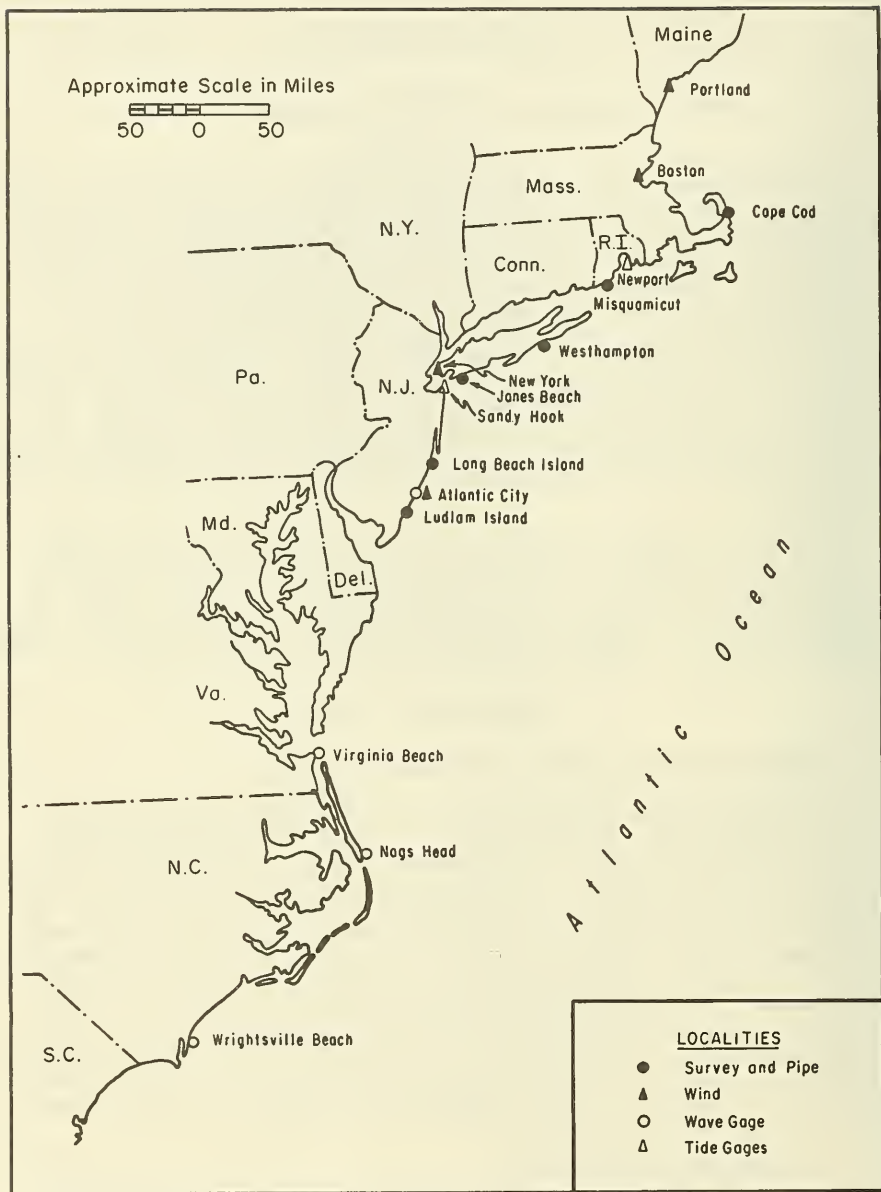 Maine
Approximate Scale in Miles
50 0 50
Portland
Boston
Mass.
Cape Cod
N.Y.
R.I.
Conn.
Newport
Misquamicut
Westhampton
Pa.
N.J.
New York
Jones Beach
Sandy Hook
Long Beach Island
Atlantic City
Ludlam Island
Md.
Del.
Va.
Atlantic Ocean
Virginia Beach
Nags Head
N.C.
Wrightsville Beach
S.C.
LOCALITIES
Survey and Pipe
Wind
Wave Gage
Tide Gages